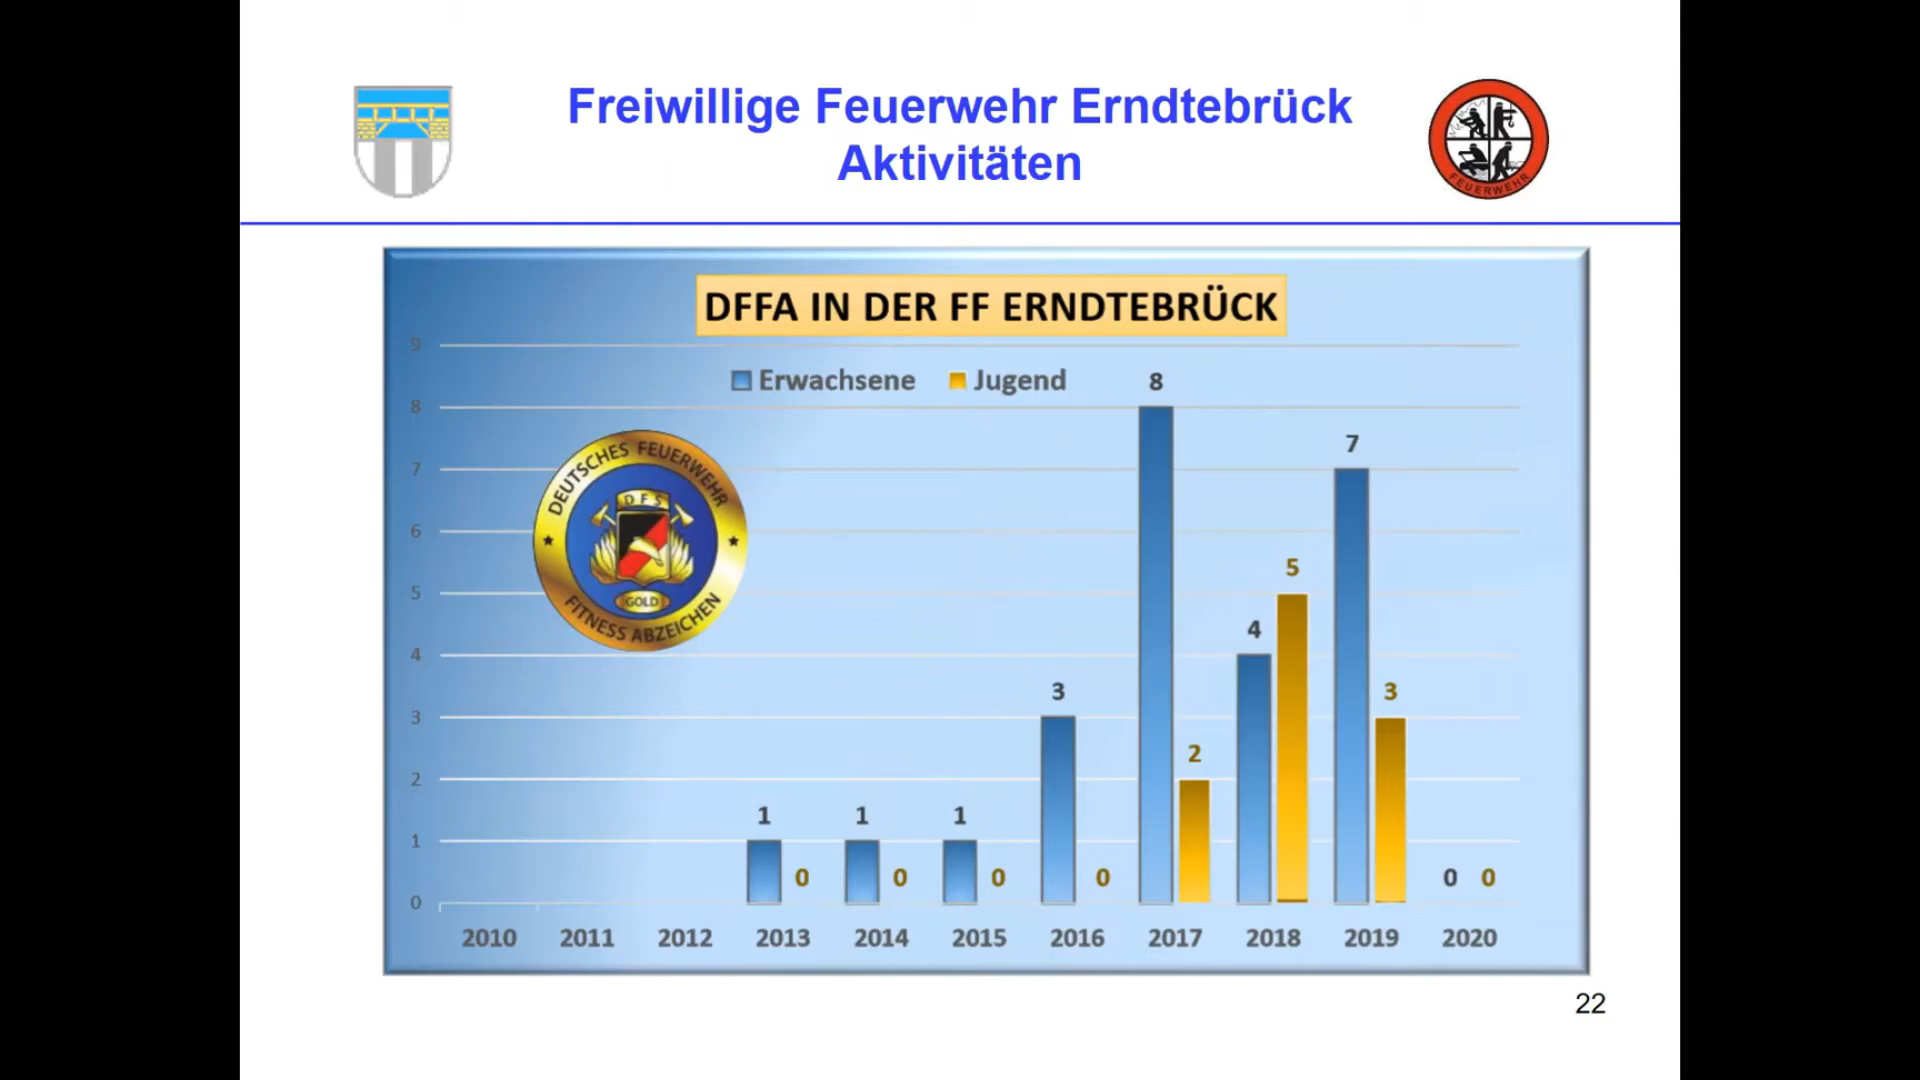 Freiwillige Feuerwehr Erndtebrück
Aktivitäten
FEUERWEHR
DFFA IN DER FF ERNDTEBRÜCK
Erwachsene Jugend
9
8
7
6
5
4
3
2
1
0
DEUTSCHES FEUERWEHR
DFS
GOLD
FITNESS ABZEICHEN
1 0
1 0
1 0
3 0
8 2
4 5
7 3
0 0
2010 2011 2012 2013 2014 2015 2016 2017 2018 2019 2020
22